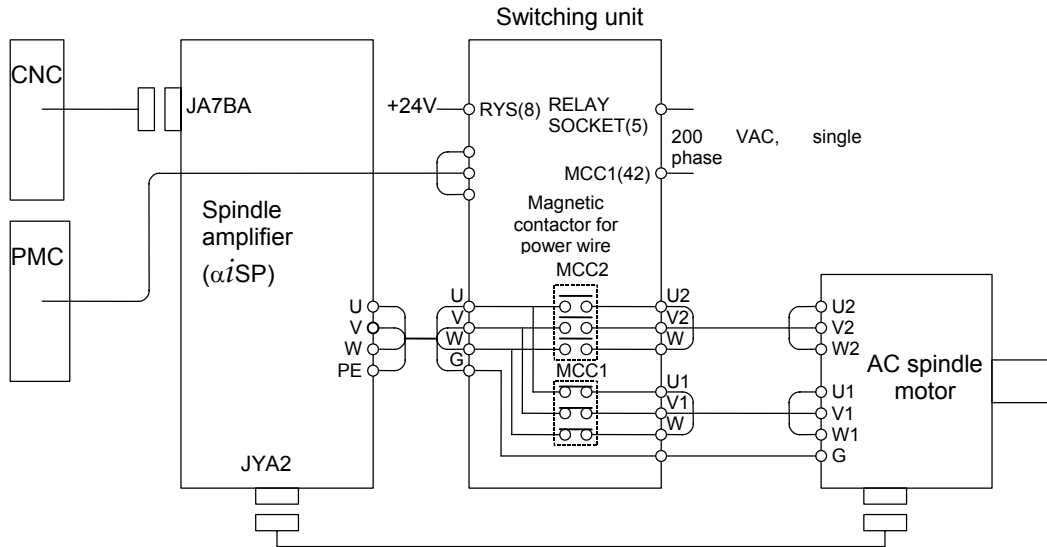 Switching unit
CNC
JA7BA
+24V
RYS(8)
RELAY
SOCKET(5)
200 VAC, single
phase
MCC1(42)
Magnetic
contactor for
power wire
Spindle
amplifier
(αiSP)
PMC
MCC2
U
V
W
PE
U
V
W
G
U2
V2
W
U2
V2
W2
MCC1
U1
V1
W
U1
V1
W1
G
AC spindle
motor
JYA2